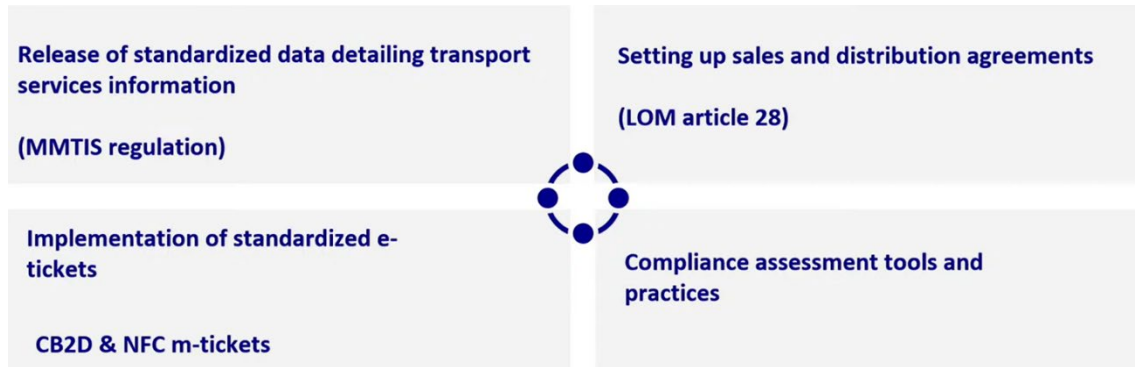 Release of standardized data detailing transport
services information
(MMTIS regulation)
Setting up sales and distribution agreements
(LOM article 28)
Implementation of standardized e-
tickets
CB2D & NFC m-tickets
Compliance assessment tools and
practices